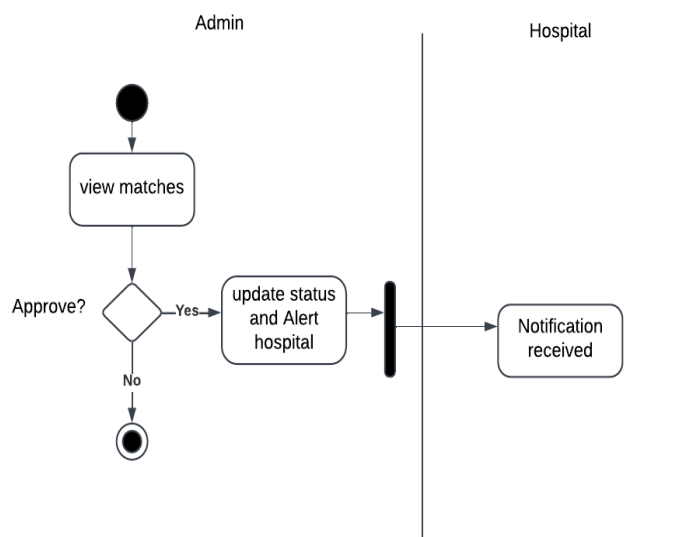 Admin
Hospital
view matches
Approve?
Yes
update status
and Alert
hospital
Notification
received
No